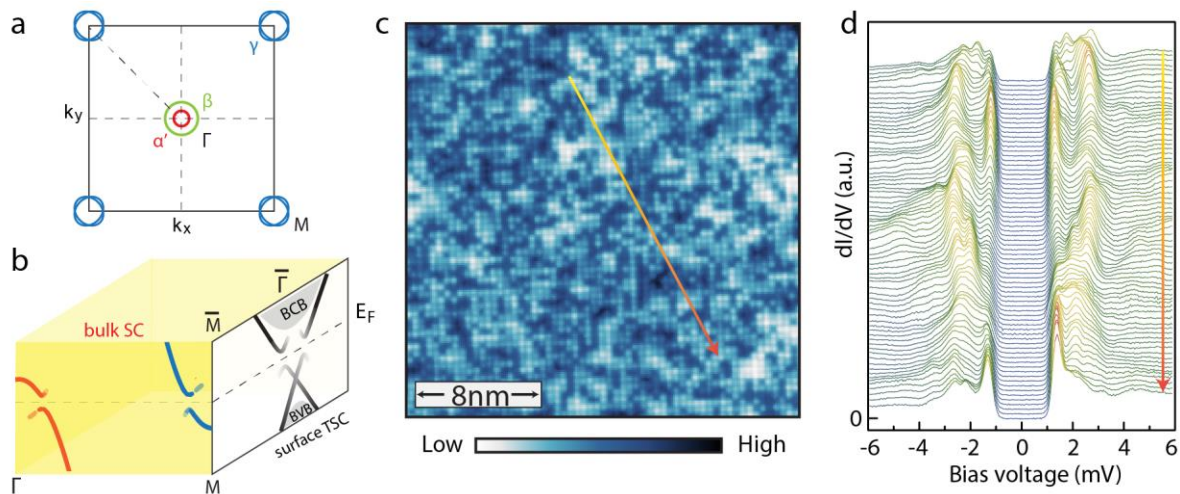 a
γ
k_y
β
α′
Γ
k_x
M
b
bulk SC
M̅
Γ̅
BCB
E_F
BVB
surface TSC
Γ
M
c
8nm
Low
High
d
dI/dV (a.u.)
0
-6
-4
-2
0
2
4
6
Bias voltage (mV)